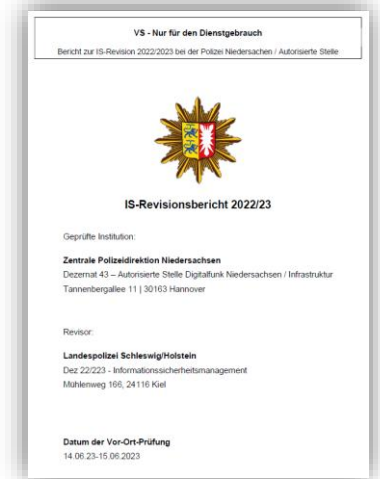 VS - Nur für den Dienstgebrauch
Bericht zur IS-Revision 2022/2023 bei der Polizei Niedersachen / Autorisierte Stelle
IS-Revisionsbericht 2022/23
Geprüfte Institution:
Zentrale Polizeidirektion Niedersachsen
Dezernat 43 – Autorisierte Stelle Digitalfunk Niedersachsen / Infrastruktur
Tannenbergallee 11 | 30163 Hannover
Revisor:
Landespolizei Schleswig/Holstein
Dez 22/223 - Informationssicherheitsmanagement
Mühlenweg 166, 24116 Kiel
Datum der Vor-Ort-Prüfung
14.06.23-15.06.2023